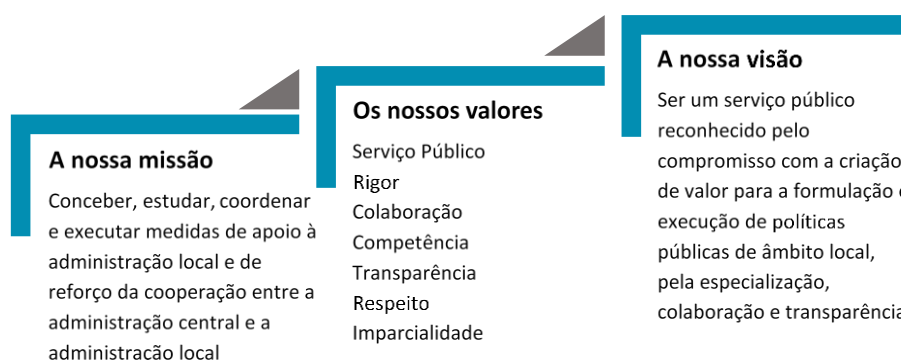 A nossa missão
Conceber, estudar, coordenar
e executar medidas de apoio à
administração local e de
reforço da cooperação entre a
administração central e a
administração local
Os nossos valores
Serviço Público
Rigor
Colaboração
Competência
Transparência
Respeito
Imparcialidade
A nossa visão
Ser um serviço público
reconhecido pelo
compromisso com a criação
de valor para a formulação
execução de políticas
públicas de âmbito local,
pela especialização,
colaboração e transparência